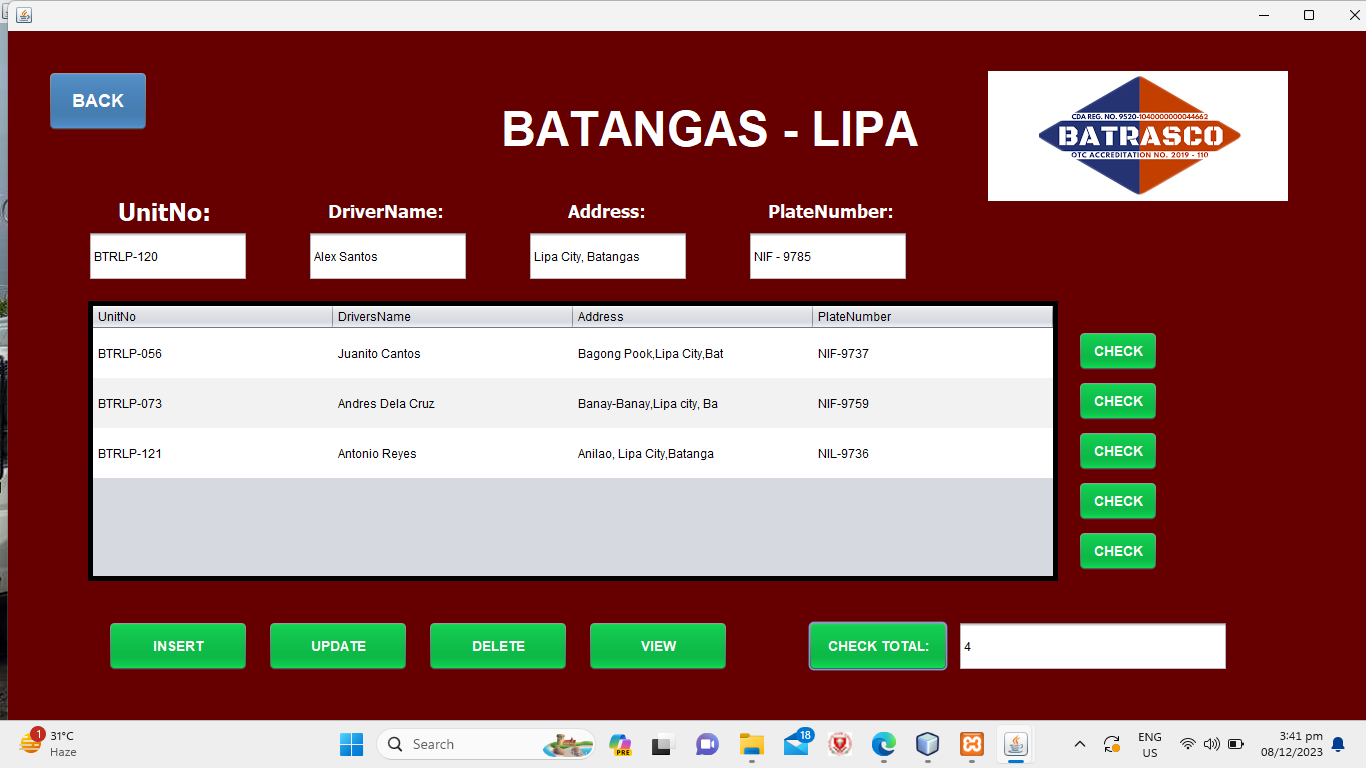 BACK
BATANGAS - LIPA
CDA REG. NO. 9520-1040000000044662
BATRASCO
OTC ACCREDITATION NO. 2019 - 110
UnitNo: DriverName: Address: PlateNumber:
BTRLP-120 Alex Santos Lipa City, Batangas NIF - 9785
UnitNo DriversName Address PlateNumber
BTRLP-056 Juanito Cantos Bagong Pook,Lipa City,Bat NIF-9737 CHECK
BTRLP-073 Andres Dela Cruz Banay-Banay,Lipa city, Ba NIF-9759 CHECK
BTRLP-121 Antonio Reyes Anilao, Lipa City,Batanga NIL-9736 CHECK
CHECK
CHECK
INSERT UPDATE DELETE VIEW CHECK TOTAL: 4
1 31°C
Haze
Search
PRE
18
ENG
US
3:41 pm
08/12/2023